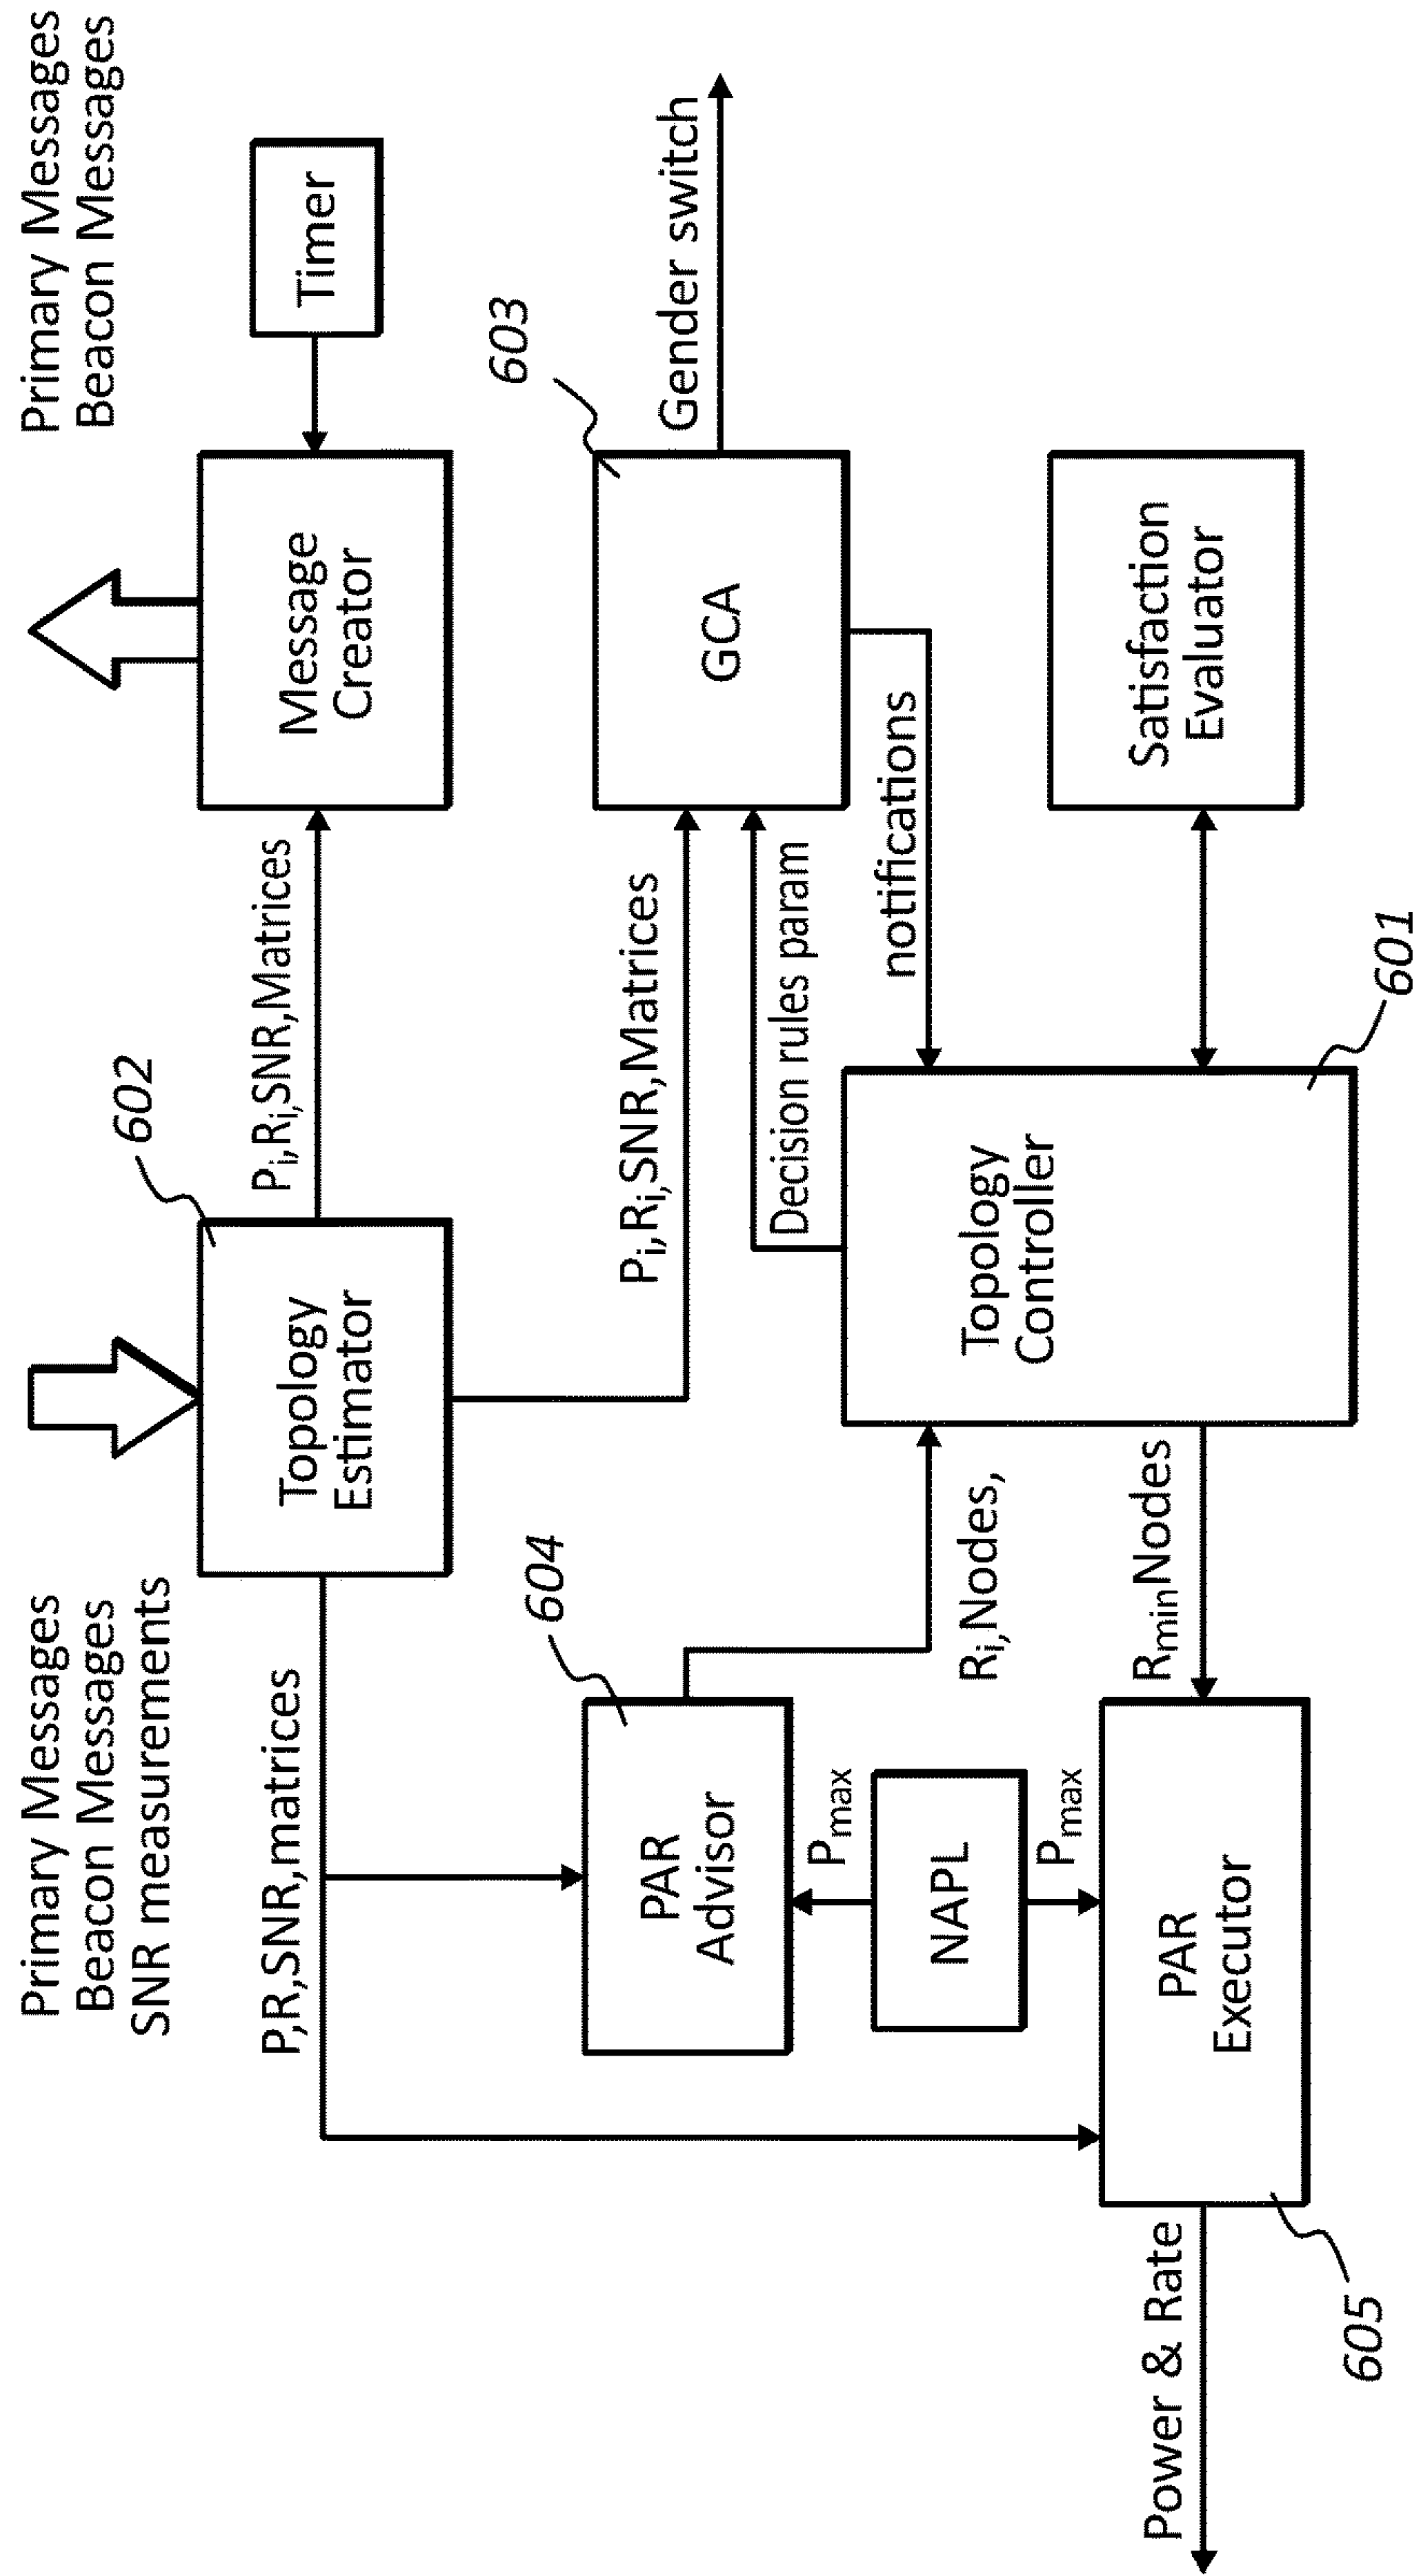 Primary Messages
Beacon Messages
SNR measurements
Primary Messages
Beacon Messages
602
P,R,SNR,matrices
Topology
Estimator
Pi,Ri,SNR,Matrices
Message
Creator
Timer
604
603
PAR
Advisor
Pi,Ri,SNR,Matrices
GCA
Gender switch
Decision rules param
Pmax
NAPL
Pmax
notifications
Ri,Nodes,
Topology
Controller
Satisfaction
Evaluator
RminNodes
PAR
Executor
Power & Rate
605
601